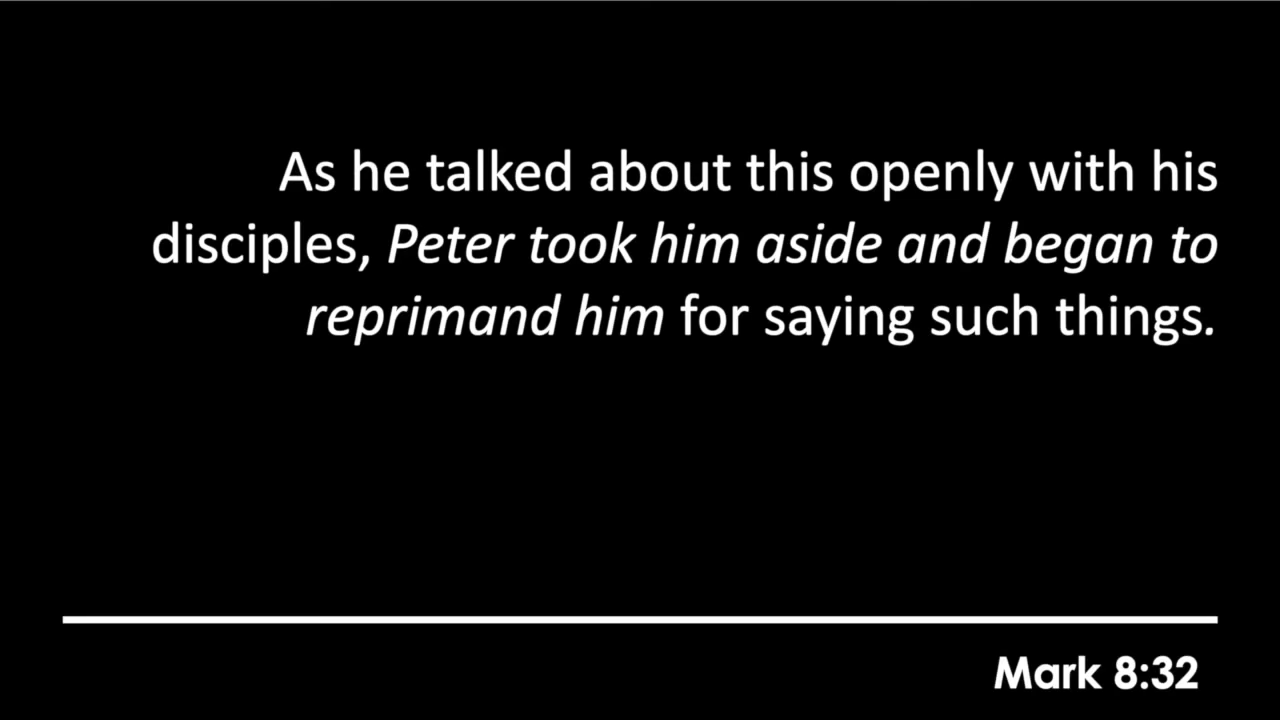 As he talked about this openly with his
disciples, Peter took him aside and began to
reprimand him for saying such things.
Mark 8:32